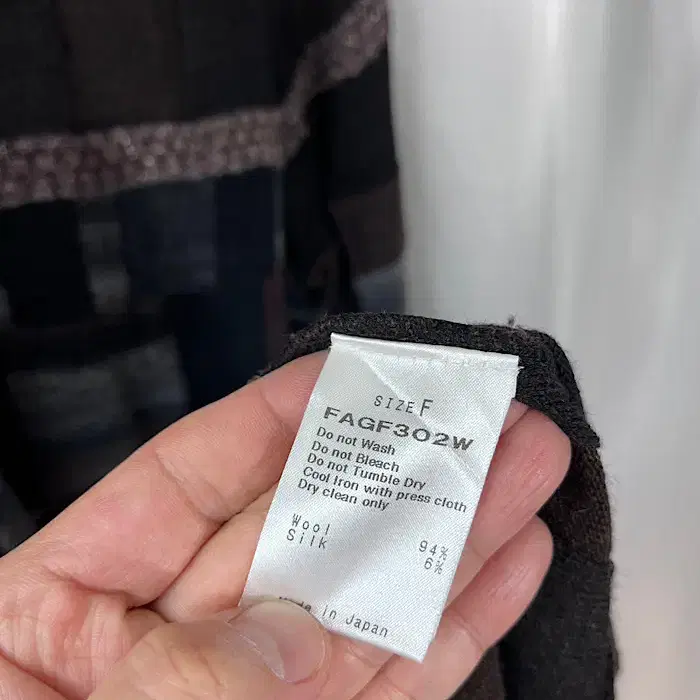 SIZE F
FAGF302W
Do not Wash
Do not Bleach
Do not Tumble Dry
Cool Iron with press cloth
Dry clean only
Wool 94%
Silk 6%
Made in Japan